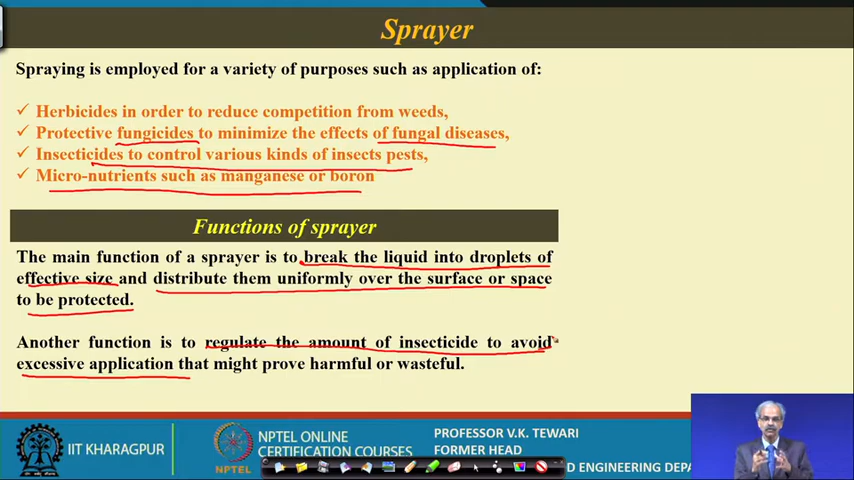 Sprayer
Spraying is employed for a variety of purposes such as application of:
✓ Herbicides in order to reduce competition from weeds,
✓ Protective fungicides to minimize the effects of fungal diseases,
✓ Insecticides to control various kinds of insects pests,
✓ Micro-nutrients such as manganese or boron
Functions of sprayer
The main function of a sprayer is to break the liquid into droplets of
effective size and distribute them uniformly over the surface or space
to be protected.
Another function is to regulate the amount of insecticide to avoid
excessive application that might prove harmful or wasteful.
IIT KHARAGPUR
NPTEL
NPTEL ONLINE
CERTIFICATION COURSES
PROFESSOR V.K. TEWARI
FORMER HEAD
D ENGINEERING DEPA